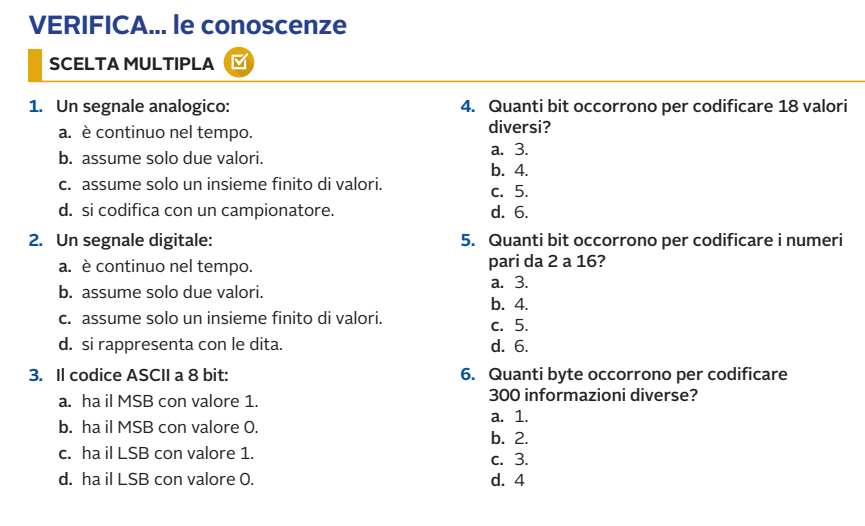 VERIFICA... le conoscenze
SCELTA MULTIPLA
1. Un segnale analogico:
a. è continuo nel tempo.
b. assume solo due valori.
c. assume solo un insieme finito di valori.
d. si codifica con un campionatore.
2. Un segnale digitale:
a. è continuo nel tempo.
b. assume solo due valori.
c. assume solo un insieme finito di valori.
d. si rappresenta con le dita.
3. Il codice ASCII a 8 bit:
a. ha il MSB con valore 1.
b. ha il MSB con valore 0.
c. ha il LSB con valore 1.
d. ha il LSB con valore 0.
4. Quanti bit occorrono per codificare 18 valori
diversi?
a. 3.
b. 4.
c. 5.
d. 6.
5. Quanti bit occorrono per codificare i numeri
pari da 2 a 16?
a. 3.
b. 4.
c. 5.
d. 6.
6. Quanti byte occorrono per codificare
300 informazioni diverse?
a. 1.
b. 2.
c. 3.
d. 4